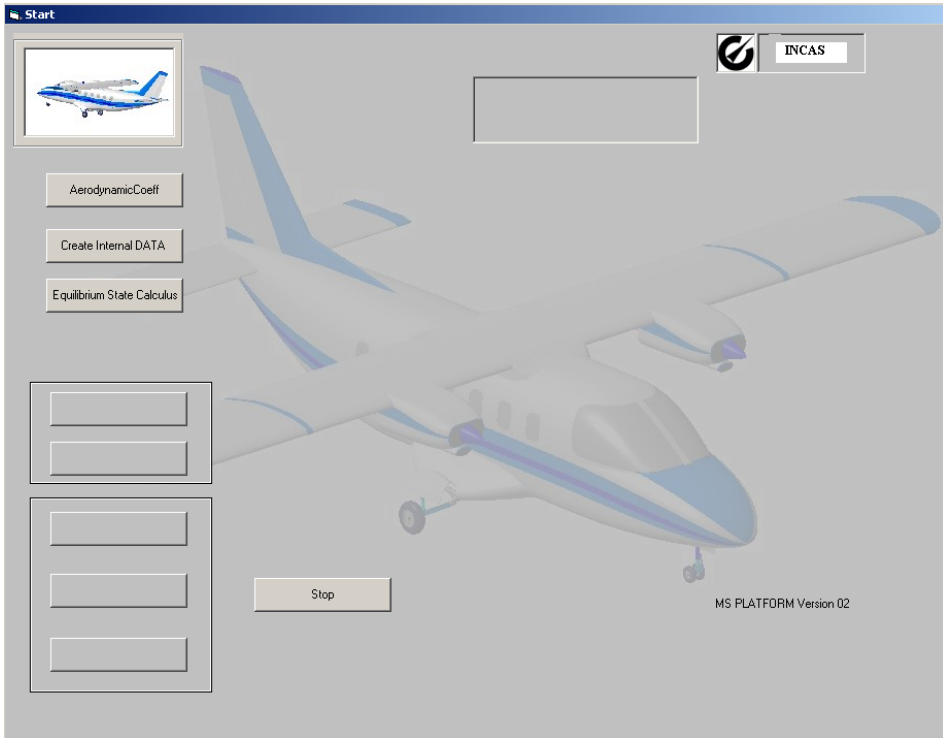 Start
INCAS
AerodynamicCoeff
Create Internal DATA
Equilibrium State Calculus
Stop
MS PLATFORM Version 02